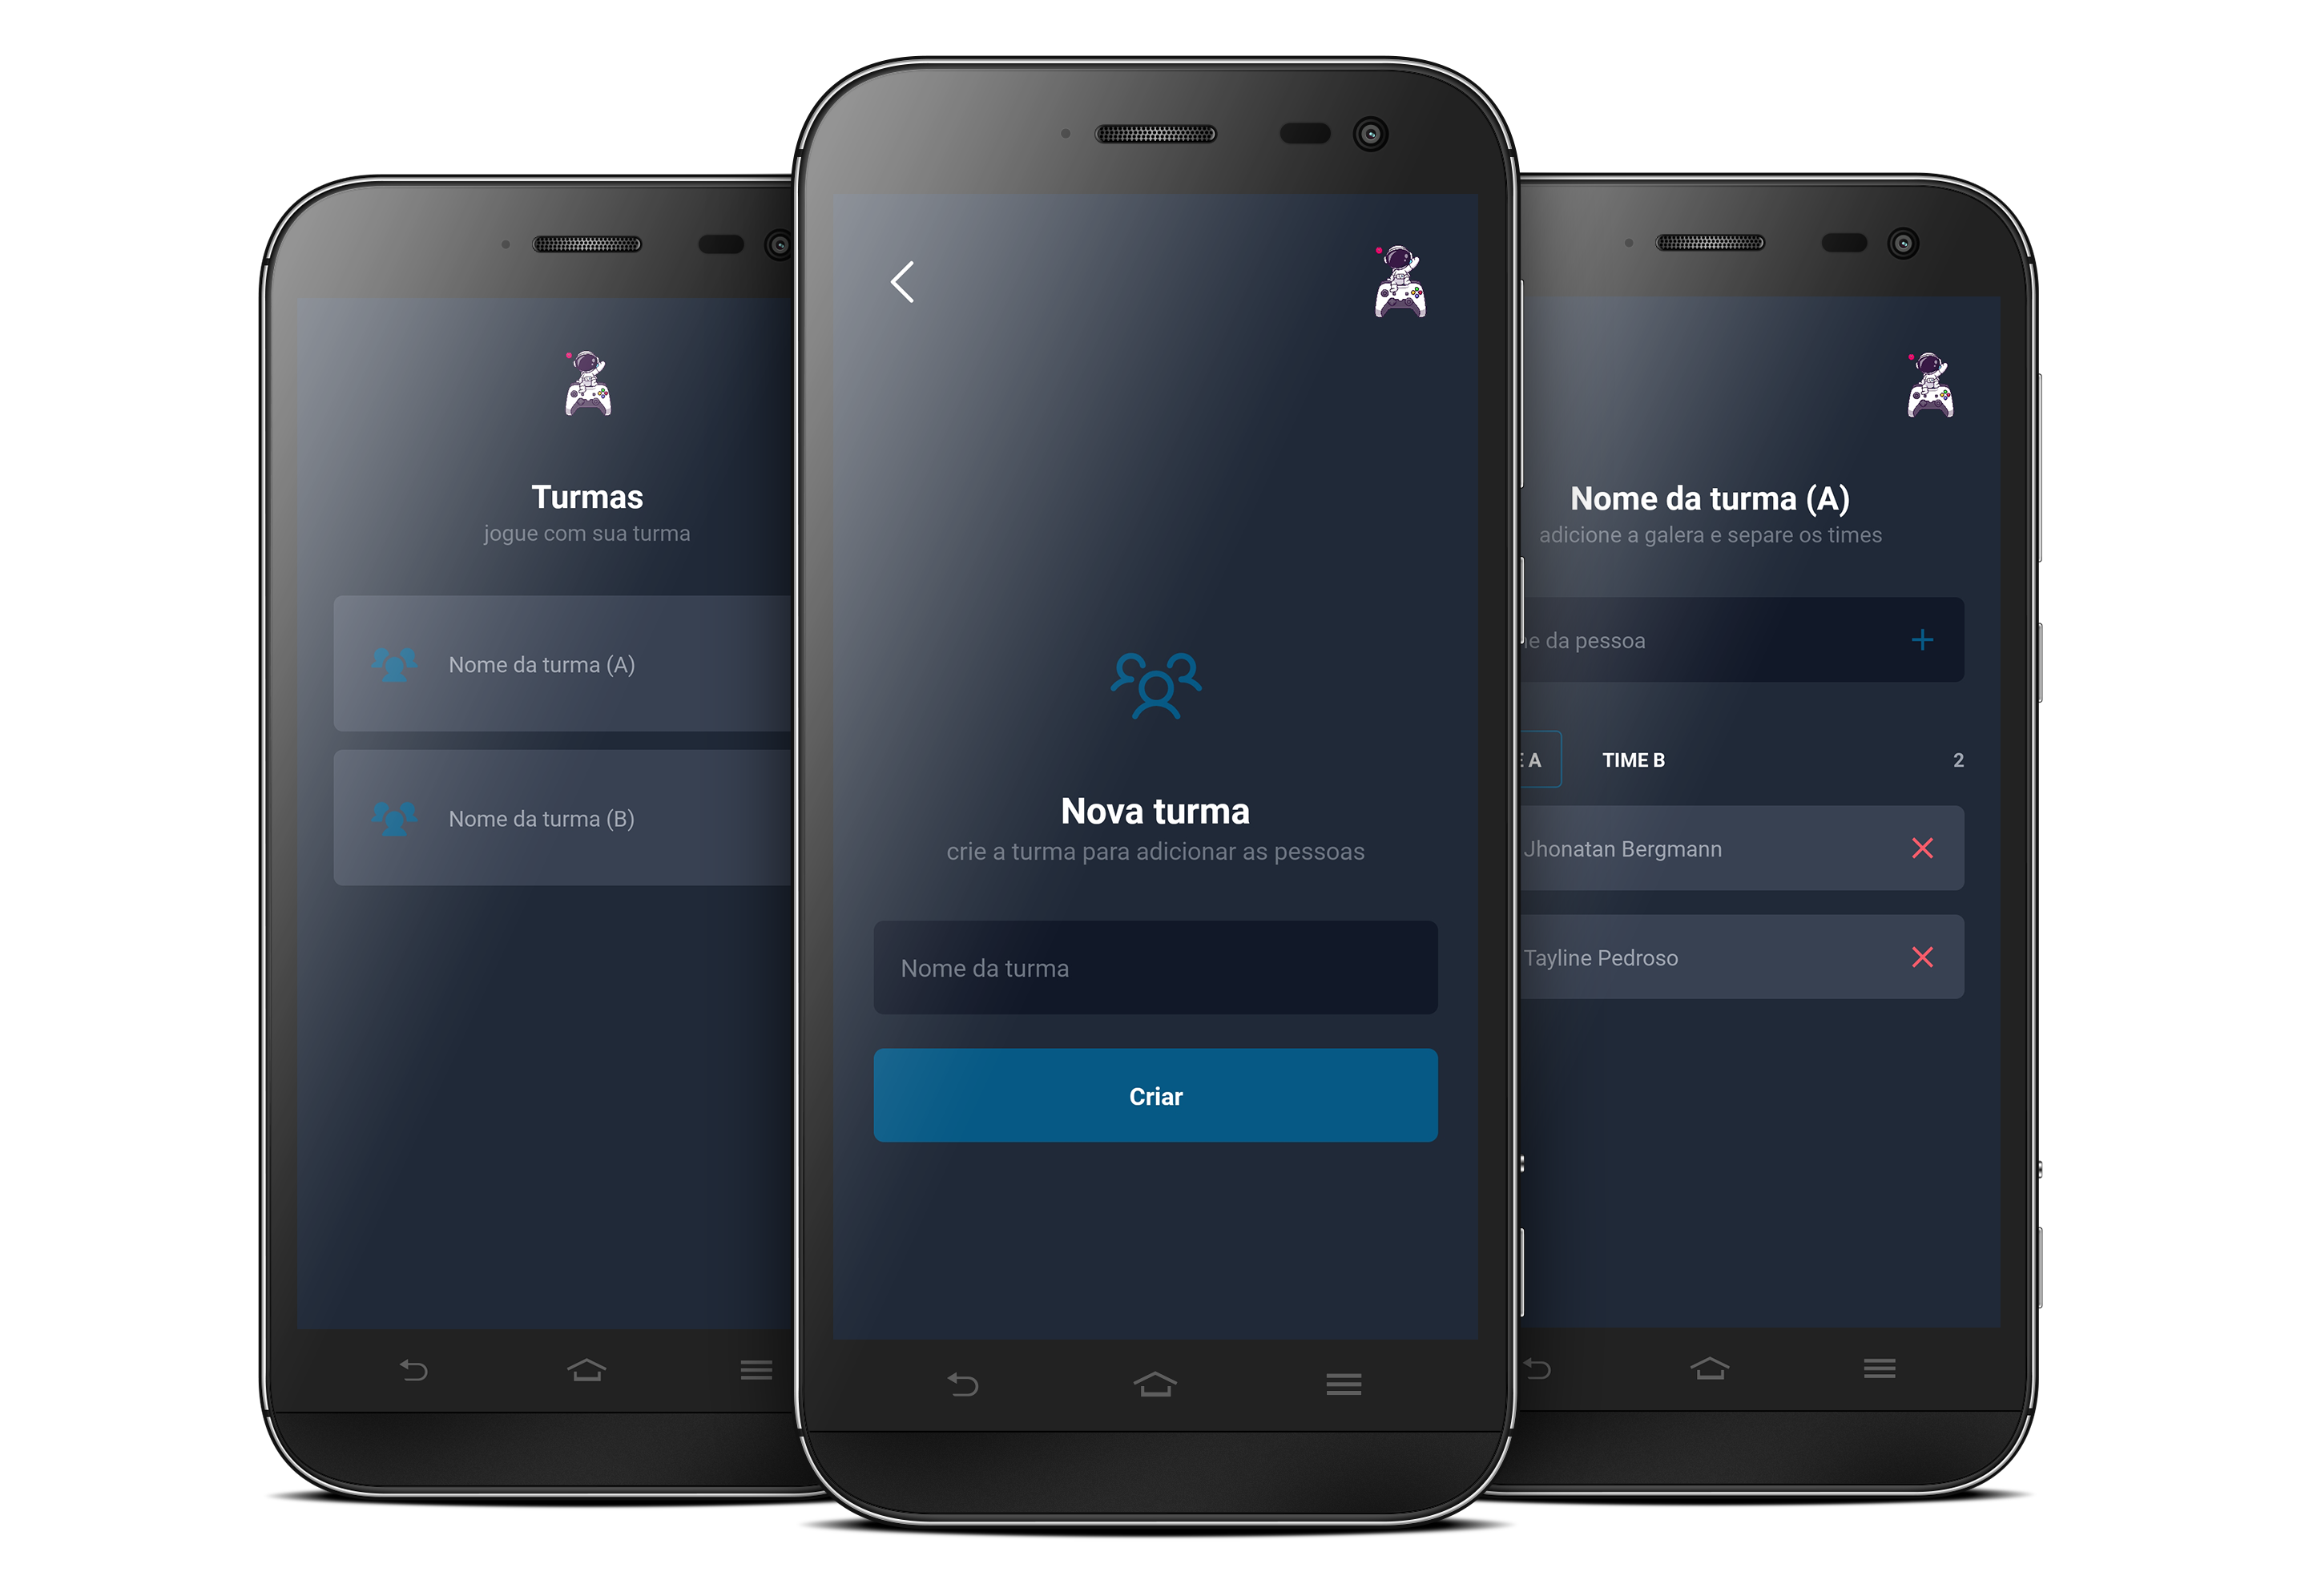 Turmas
jogue com sua turma
Nome da turma (A)
Nome da turma (B)
Nova turma
crie a turma para adicionar as pessoas
Nome da turma
Criar
Nome da turma (A)
adicione a galera e separe os times
da pessoa
A
TIME B
2
Jhonatan Bergmann
Tayline Pedroso